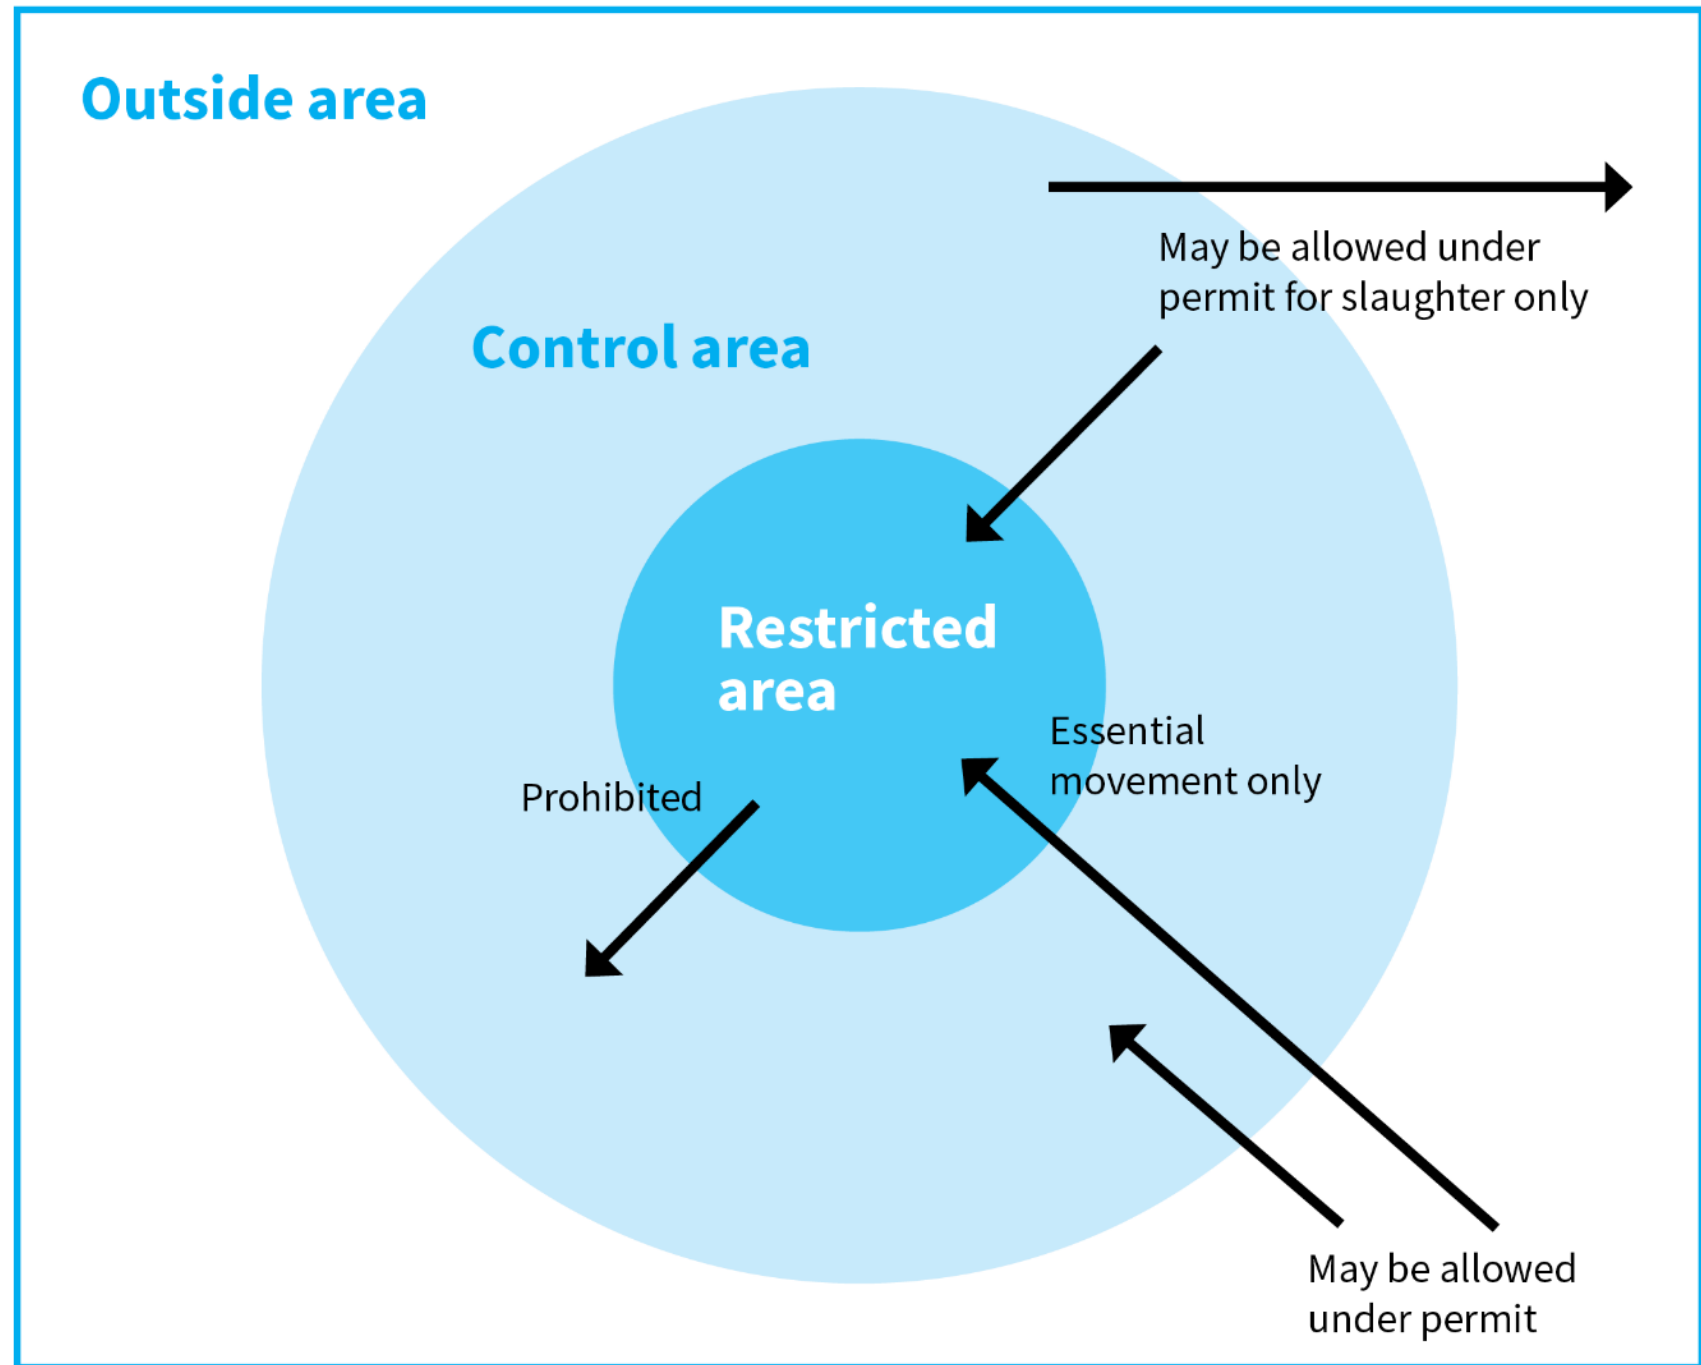 Outside area
May be allowed under
permit for slaughter only
Control area
Restricted
area
Essential
movement only
Prohibited
May be allowed
under permit